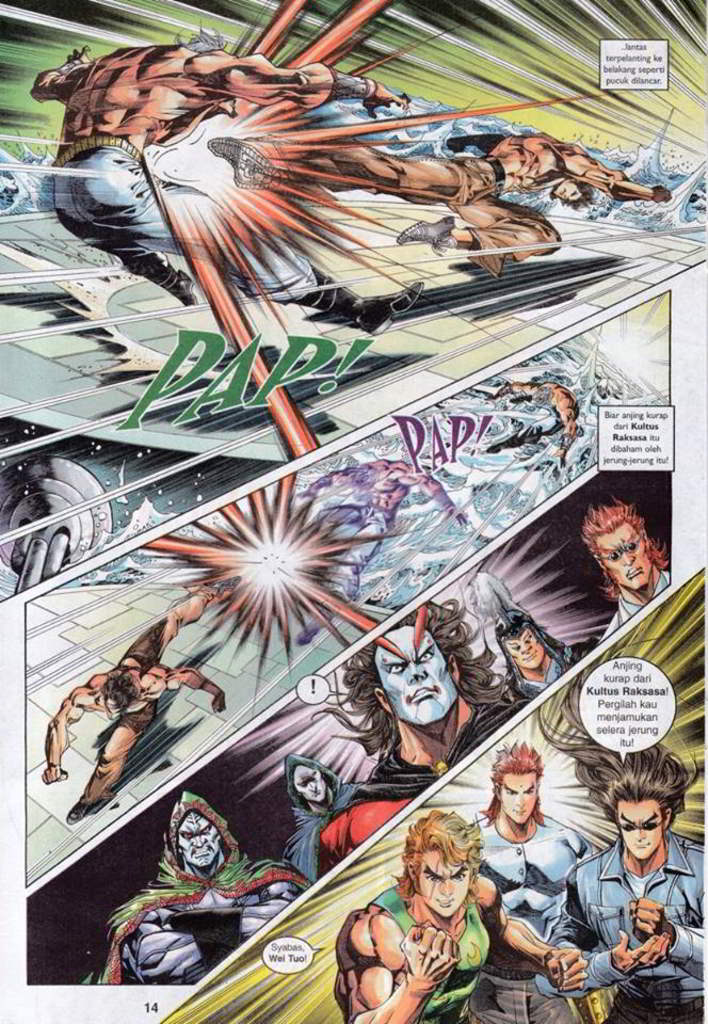 ..lantas
terpelanting ke
belakang seperti
pucuk dilancar.
PAP!
PAP!
Biar anjing kurap
dari Kultus
Raksasa itu
dibaham oleh
jerung-jerung itu!
!
Anjing
kurap dari
Kultus Raksasa!
Pergilah kau
menjamukan
selera jerung
itu!
Syabas,
Wei Tuo!
14